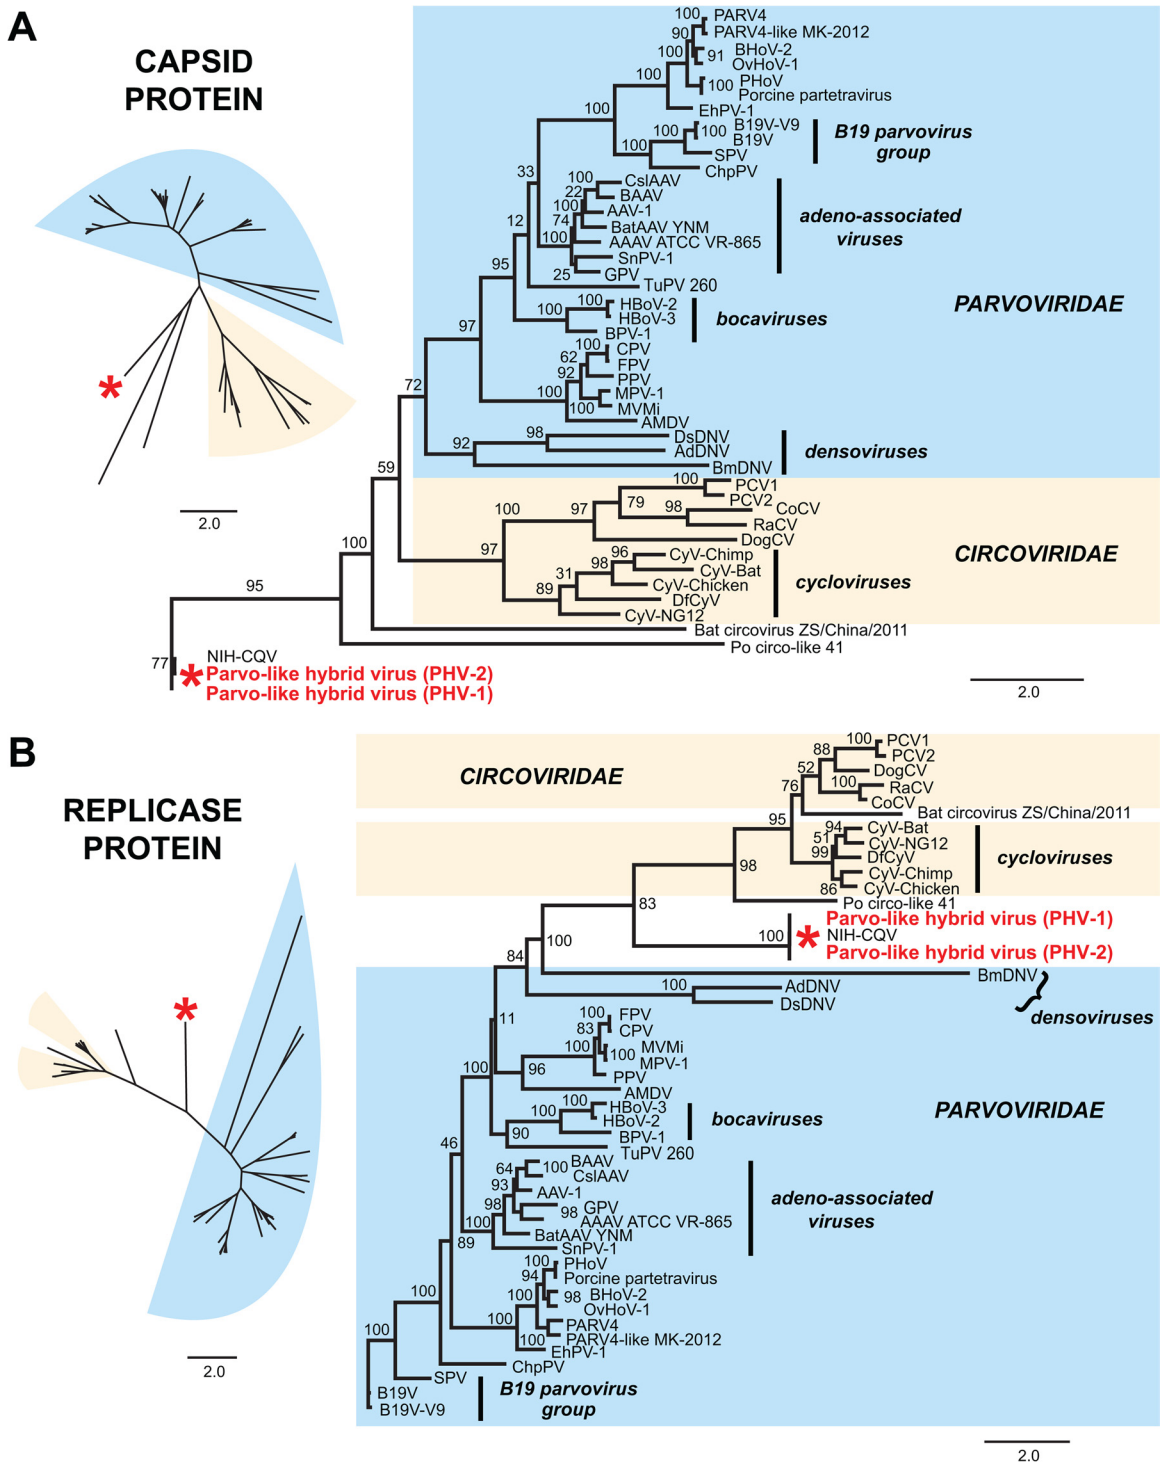 A
CAPSID
PROTEIN
2.0
100
PARV4
PARV4-like MK-2012
90
BHoV-2
100
91
OvHoV-1
100
PHoV
100
Porcine partetravirus
100
EhPV-1
B19V-V9
100
100
B19V
100
SPV
ChpPV
B19 parvovirus
group
33
100
CslAAV
22
BAAV
100
AAV-1
74
BatAAV YNM
100
AAAV ATCC VR-865
SnPV-1
25
GPV
adeno-associated
viruses
12
TuPV 260
95
100
HBoV-2
HBoV-3
100
BPV-1
bocaviruses
PARVOVIRIDAE
97
100
CPV
62
FPV
92
PPV
MPV-1
100
100
MVMi
AMDV
72
98
DsDNV
92
AdDNV
BmDNV
densoviruses
59
100
PCV1
PCV2
79
97
98
CoCV
RaCV
100
DogCV
CIRCOVIRIDAE
97
96
CyV-Chimp
98
CyV-Bat
31
CyV-Chicken
89
DfCyV
CyV-NG12
cycloviruses
100
Bat circovirus ZS/China/2011
Po circo-like 41
95
77
NIH-CQV
* Parvo-like hybrid virus (PHV-2)
Parvo-like hybrid virus (PHV-1)
2.0
*
B
REPLICASE
PROTEIN
*
2.0
CIRCOVIRIDAE
100
PCV1
88
PCV2
52
DogCV
76
100
RaCV
CoCV
Bat circovirus ZS/China/2011
95
94
CyV-Bat
51
CyV-NG12
99
DfCyV
CyV-Chimp
86
CyV-Chicken
cycloviruses
98
Po circo-like 41
83
Parvo-like hybrid virus (PHV-1)
100
* NIH-CQV
Parvo-like hybrid virus (PHV-2)
100
84
BmDNV
100
AdDNV
DsDNV
densoviruses
11
100
FPV
83
CPV
100
MVMi
100
MPV-1
96
PPV
AMDV
100
100
HBoV-3
100
HBoV-2
90
BPV-1
TuPV 260
bocaviruses
PARVOVIRIDAE
46
64
BAAV
100
CslAAV
93
AAV-1
98
GPV
98
AAAV ATCC VR-865
100
BatAAV YNM
89
SnPV-1
adeno-associated
viruses
100
PHoV
94
Porcine partetravirus
BHoV-2
98
100
OvHoV-1
100
PARV4
100
PARV4-like MK-2012
EhPV-1
100
ChpPV
100
SPV
B19V
B19V-V9
B19 parvovirus
group
2.0